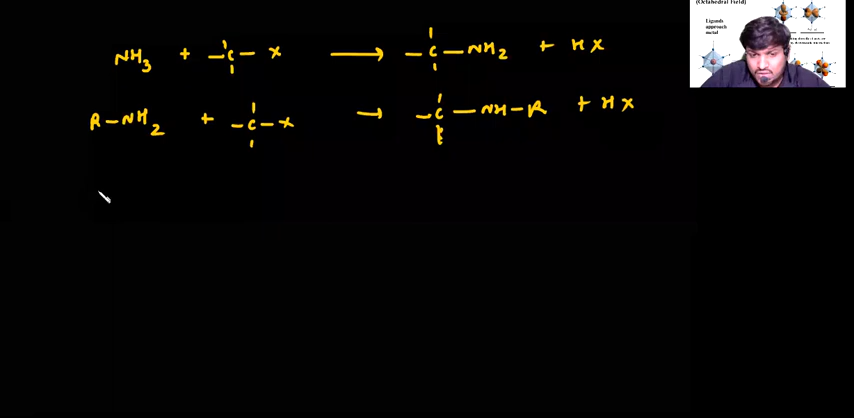 (Octahedral Field)
Ligands
approach
metal
NH3 + -C-X → -C-NH2 + HX
R-NH2 + -C-X → -C-NH-R + HX